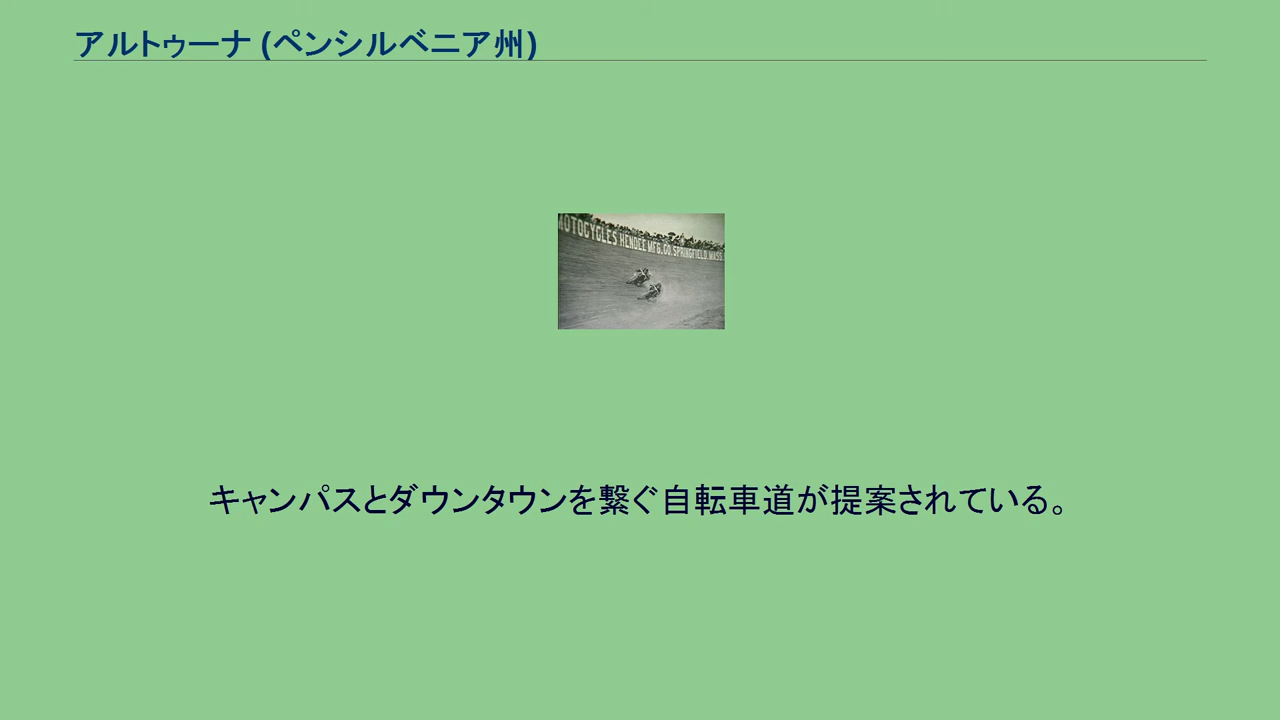 アルトゥーナ (ペンシルベニア州)
MOTOCYCLES HENDEE MFG. CO. SPRINGFIELD, MASS.
キャンパスとダウンタウンを繋ぐ自転車道が提案されている。